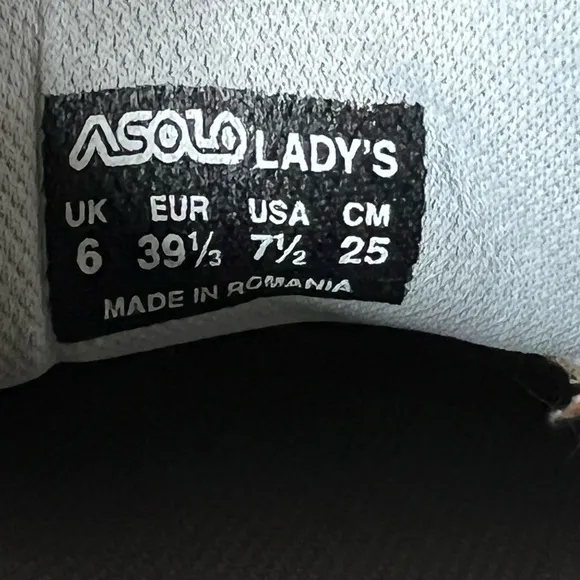 ASOLO LADY'S
UK EUR USA CM
6 39⅓ 7½ 25
MADE IN ROMANIA